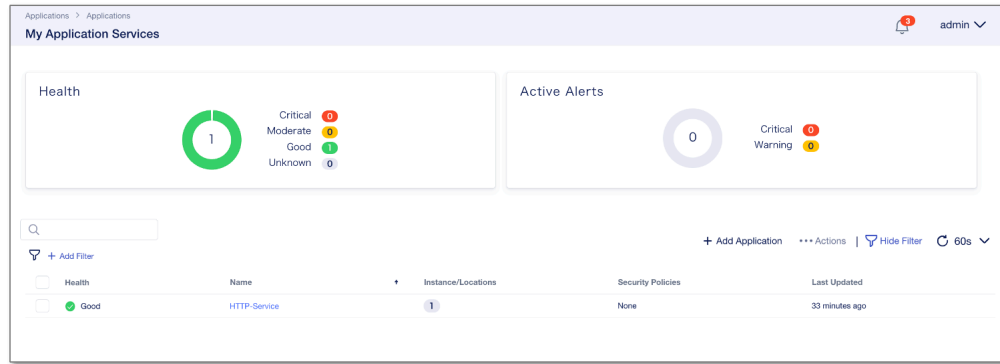 Applications > Applications
My Application Services
3
admin
Health
1
Critical 0
Moderate 0
Good 1
Unknown 0
Active Alerts
0
Critical 0
Warning 0
+ Add Application ••• Actions | Hide Filter 60s
+ Add Filter
Health Name Instance/Locations Security Policies Last Updated
Good HTTP-Service 1 None 33 minutes ago